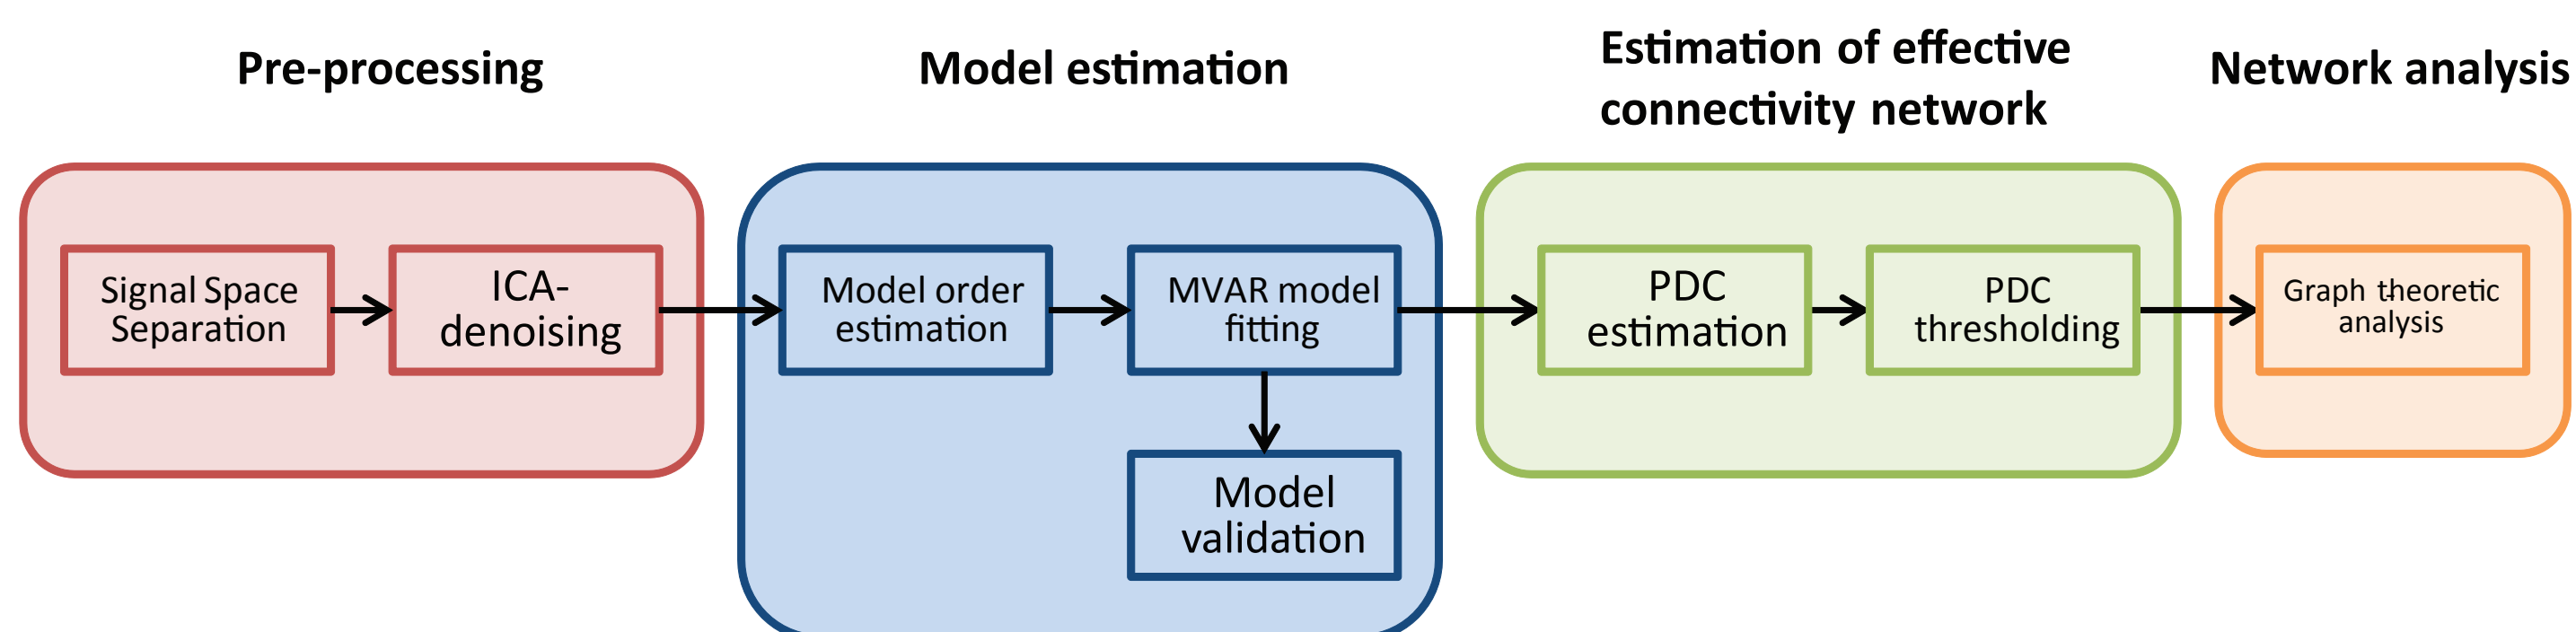 Pre-processing
Model estimation
Estimation of effective
connectivity network
Network analysis
Signal Space
Separation
ICA-
denoising
Model order
estimation
MVAR model
fitting
Model
validation
PDC
estimation
PDC
thresholding
Graph theoretic
analysis